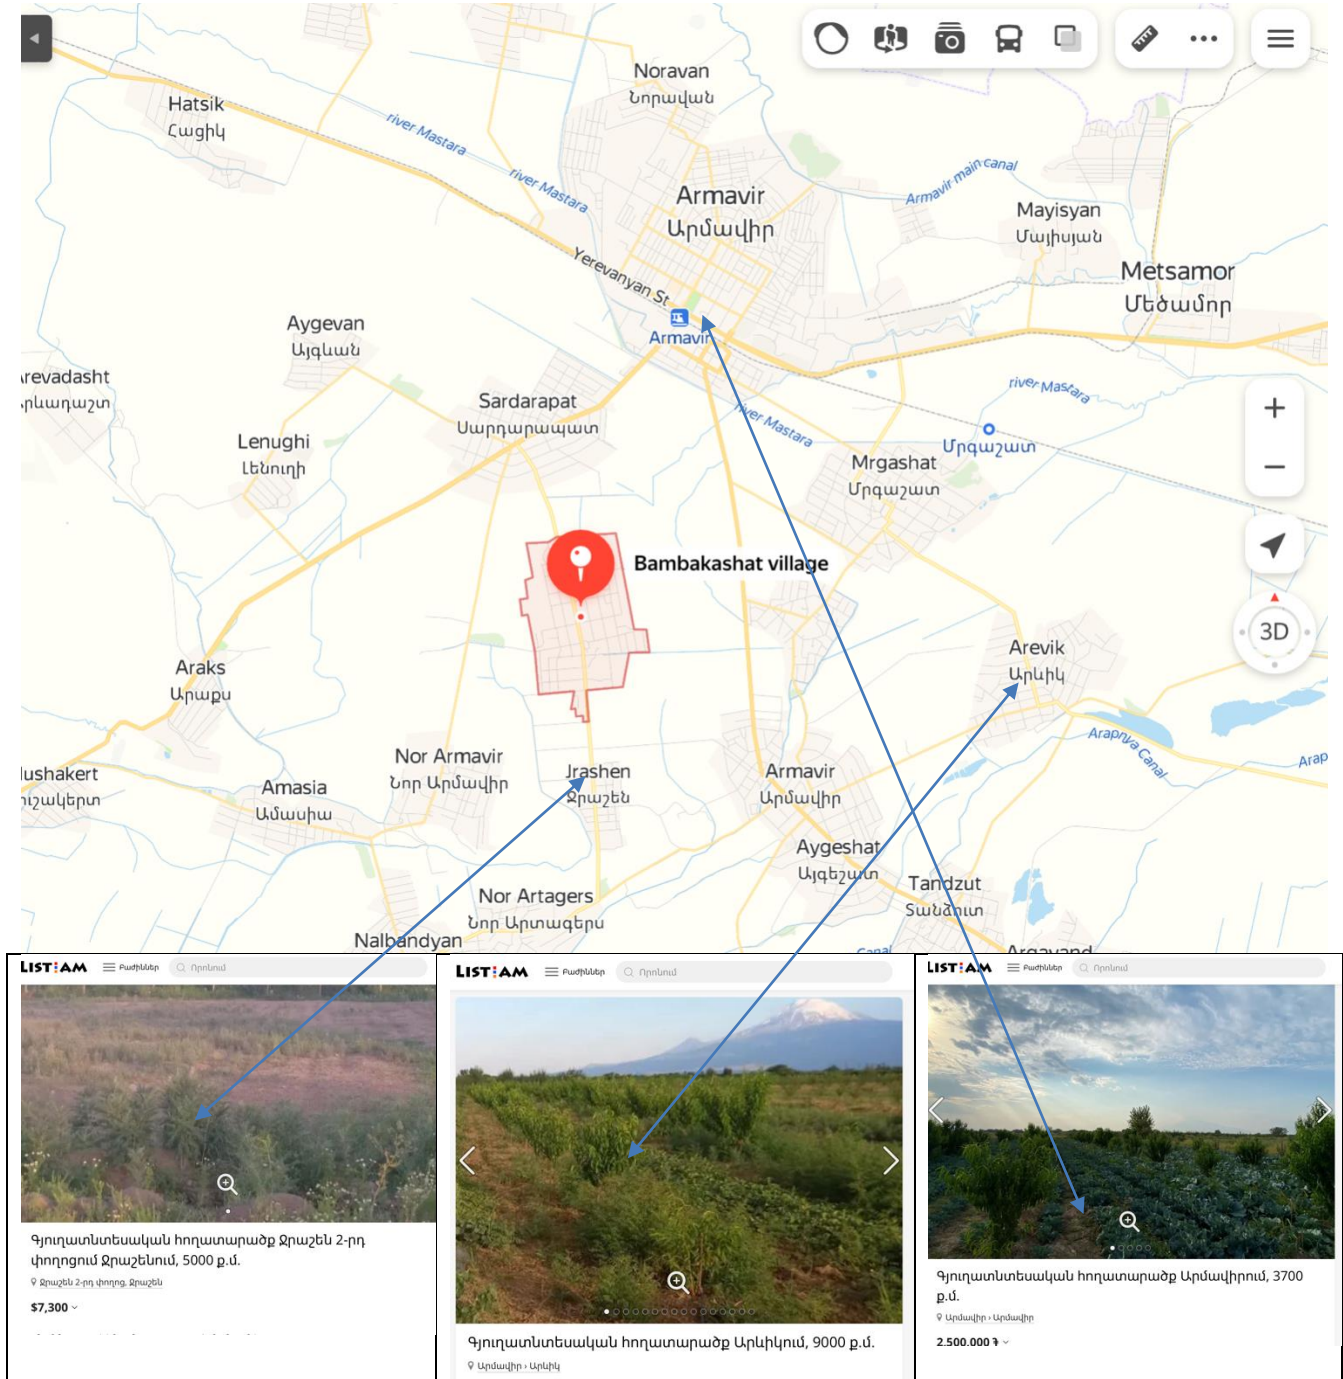 Noravan
Նորավան
Hatsik
Հացիկ
river Mastara
river Mastara
Armavir
Արմավիր
Armavir main canal
Mayisyan
Մայիսյան
Metsamor
Մեծամոր
Yerevanyan St
Armavir
Aygevan
Այգևան
revadasht
րևադաշտ
Sardarapat
Սարդարապատ
river Mastara
river Mastara
Lenughi
Լենուղի
Մրգաշատ
Mrgashat
Մրգաշատ
Bambakashat village
3D
Arevik
Արևիկ
Araks
Արաքս
Arapnya Canal
Arap
Nor Armavir
Նոր Արմավիր
Jrashen
Ջրաշեն
Armavir
Արմավիր
lushakert
ուշակերտ
Amasia
Ամասիա
Aygeshat
Այգեշատ
Tandzut
Տանձուտ
Nor Artagers
Նոր Արտագերս
Nalbandyan
Canal
Argavand
LIST.AM Բաժիններ Որոնում
Գյուղատնտեսական հողատարածք Ջրաշեն 2-րդ
փողոցում Ջրաշենում, 5000 ք.մ.
Ջրաշեն 2-րդ փողոց, Ջրաշեն
$7,300
LIST.AM Բաժիններ Որոնում
Գյուղատնտեսական հողատարածք Արևիկում, 9000 ք.մ.
Արմավիր › Արևիկ
LIST.AM Բաժիններ Որոնում
Գյուղատնտեսական հողատարածք Արմավիրում, 3700
ք.մ.
Արմավիր › Արմավիր
2.500.000 ֏